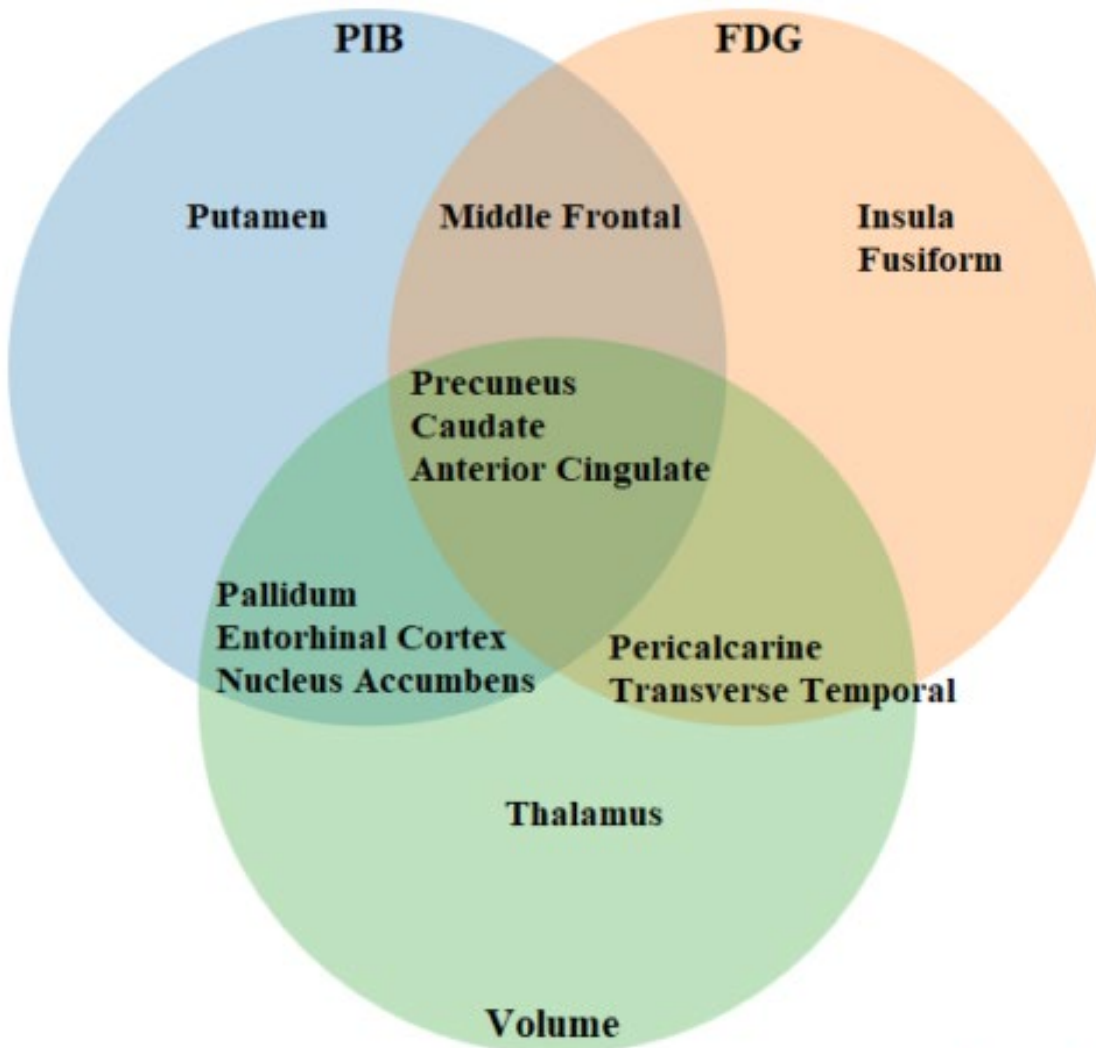 PIB
FDG
Putamen
Middle Frontal
Insula
Fusiform
Precuneus
Caudate
Anterior Cingulate
Pallidum
Entorhinal Cortex
Nucleus Accumbens
Pericalcarine
Transverse Temporal
Thalamus
Volume